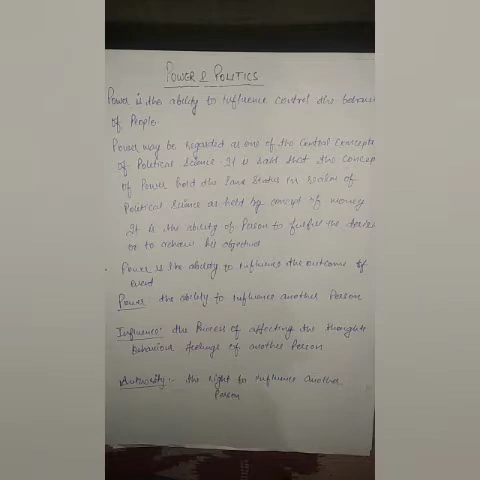 POWER & POLITICS
Power is the ability to influence control the behavio
of People.
Power may be regarded as one of the Central Concepts
of Political Science. It is said that the Concep
of Power hold the same status in realm of
Political Science as held by concept of money
It is the ability of Person to fulfill the
or to achieve his objectives
Power is the ability to influence the outcome of
event
Power the ability to influence another Person
Influence: the Process of affecting the thoughts
Behaviour feelings of another Person
Authority:- the right to influence another
Person